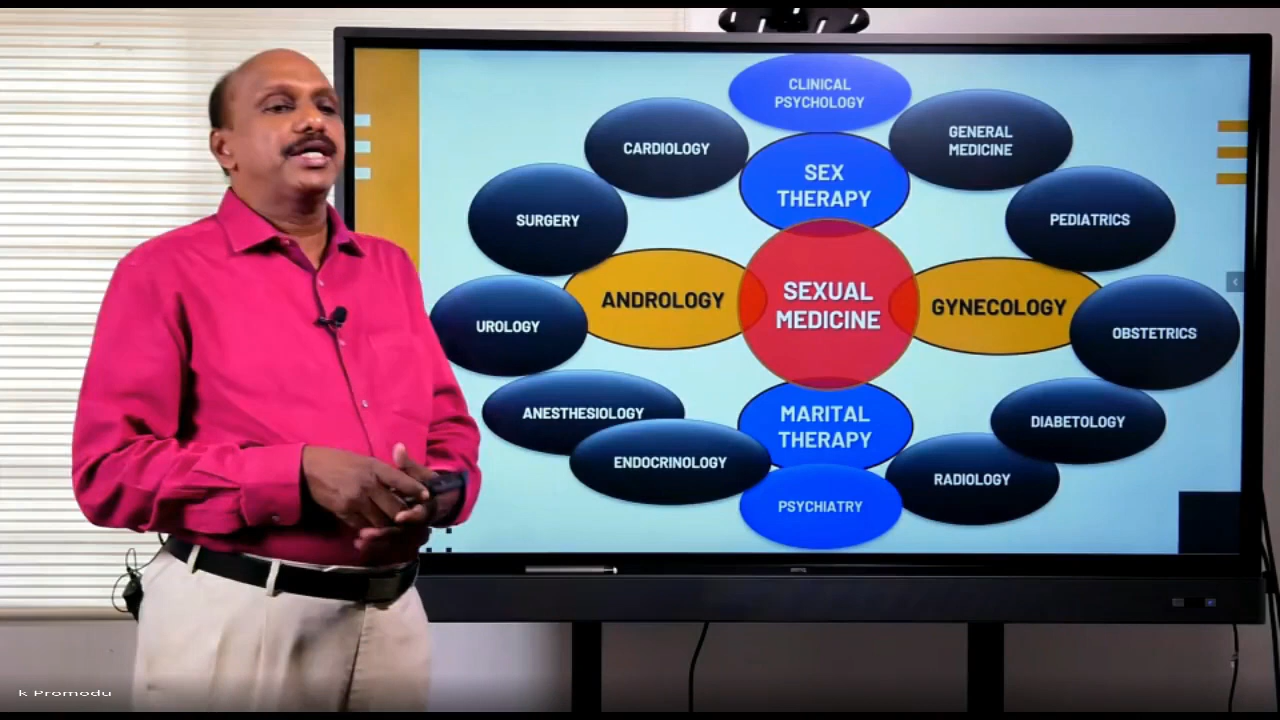 CLINICAL
PSYCHOLOGY
CARDIOLOGY
GENERAL
MEDICINE
SEX
THERAPY
SURGERY
PEDIATRICS
ANDROLOGY
SEXUAL
MEDICINE
GYNECOLOGY
UROLOGY
OBSTETRICS
ANESTHESIOLOGY
MARITAL
THERAPY
DIABETOLOGY
ENDOCRINOLOGY
RADIOLOGY
PSYCHIATRY
k Promodu